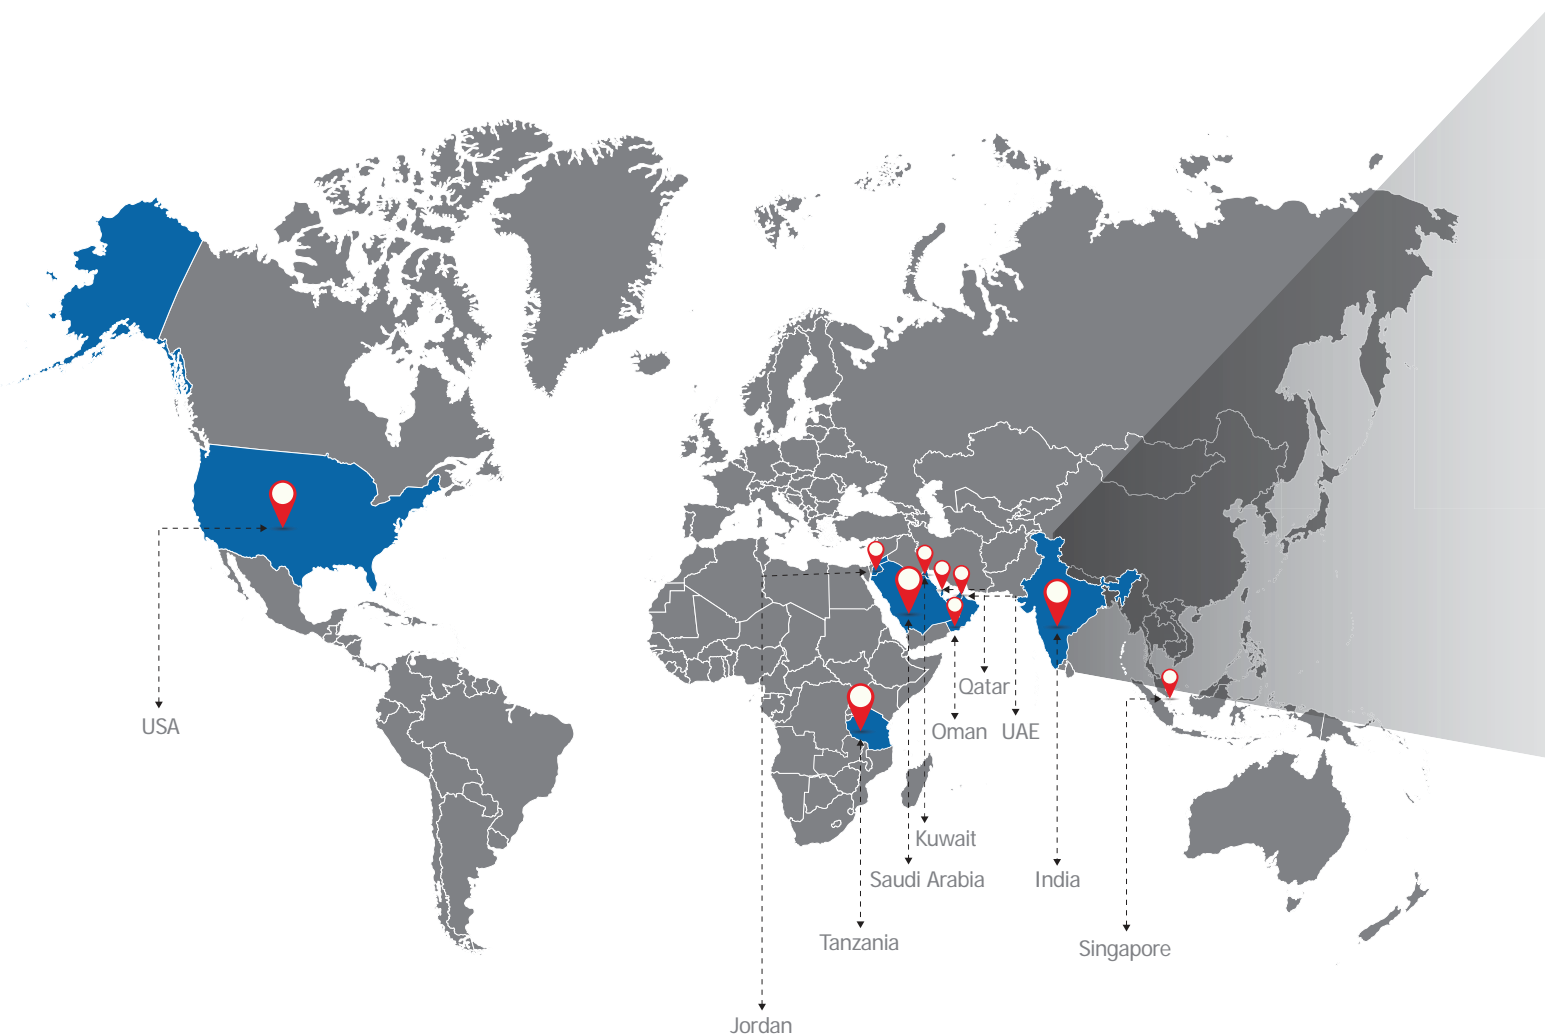 Qatar
USA
Oman
UAE
Kuwait
Saudi Arabia
India
Tanzania
Singapore
Jordan